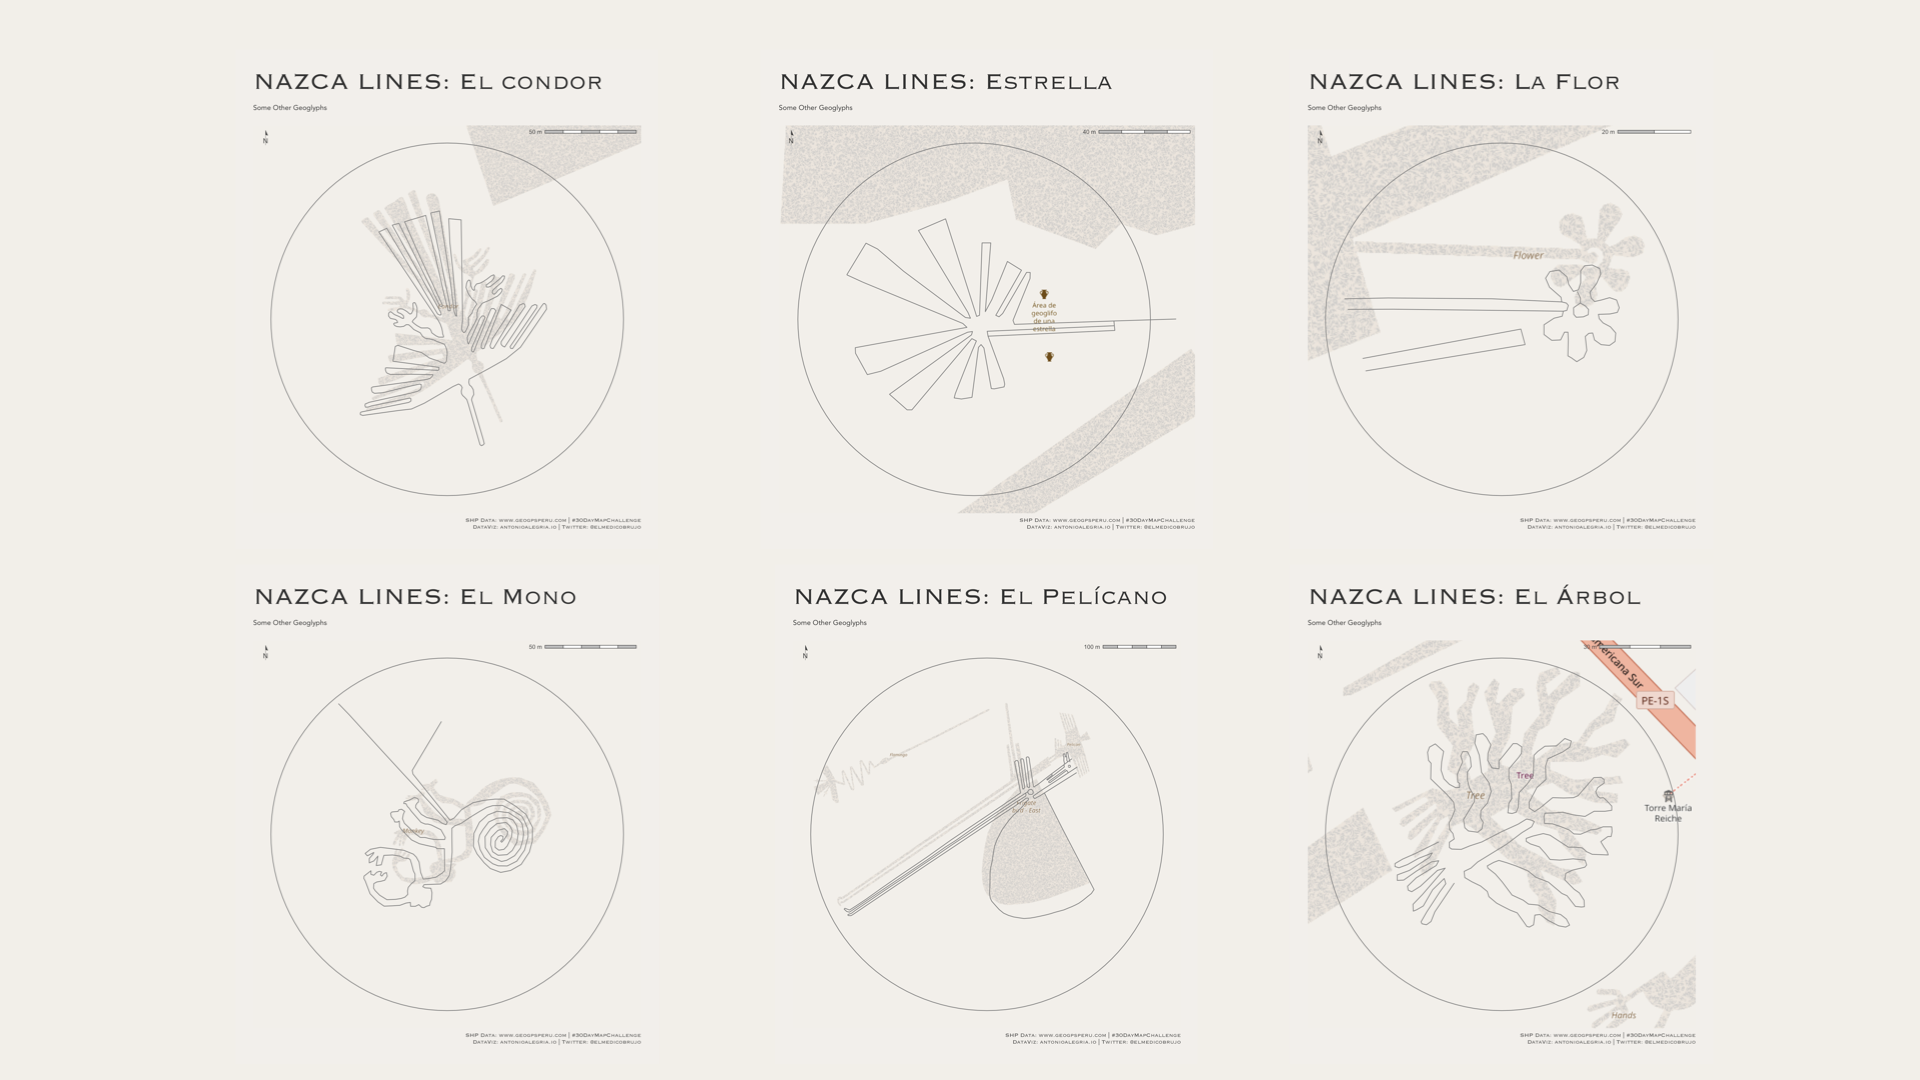 NAZCA LINES: El condor
Some Other Geoglyphs
N
50 m
SHP Data: www.geogpsperu.com | #30DayMapChallenge
DataViz: antonioalegria.io | Twitter: @elmedicobrujo
NAZCA LINES: Estrella
Some Other Geoglyphs
N
40 m
Área de
geoglifo
de una
estrella
SHP Data: www.geogpsperu.com | #30DayMapChallenge
DataViz: antonioalegria.io | Twitter: @elmedicobrujo
NAZCA LINES: La Flor
Some Other Geoglyphs
N
20 m
Flower
SHP Data: www.geogpsperu.com | #30DayMapChallenge
DataViz: antonioalegria.io | Twitter: @elmedicobrujo
NAZCA LINES: El Mono
Some Other Geoglyphs
N
50 m
Monkey
SHP Data: www.geogpsperu.com | #30DayMapChallenge
DataViz: antonioalegria.io | Twitter: @elmedicobrujo
NAZCA LINES: El Pelícano
Some Other Geoglyphs
N
100 m
SHP Data: www.geogpsperu.com | #30DayMapChallenge
DataViz: antonioalegria.io | Twitter: @elmedicobrujo
NAZCA LINES: El Árbol
Some Other Geoglyphs
N
mericana Sur
PE-1S
Tree
Tree
Torre María
Reiche
Hands
SHP Data: www.geogpsperu.com | #30DayMapChallenge
DataViz: antonioalegria.io | Twitter: @elmedicobrujo